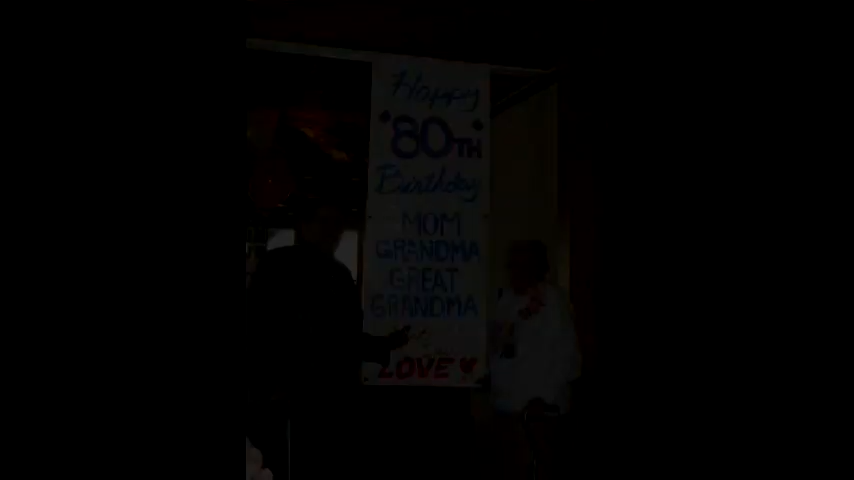 Happy
"80TH"
Birthday
MOM
GRANDMA
GREAT
GRANDMA
LOVE